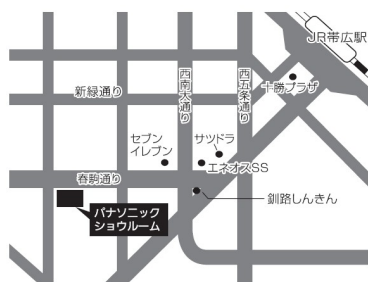 JR帯広駅
十勝プラザ
新緑通り
西南大通り
西五条通り
セブン
イレブン
サツドラ
エネオスSS
春駒通り
釧路しんきん
パナソニック
ショウルーム